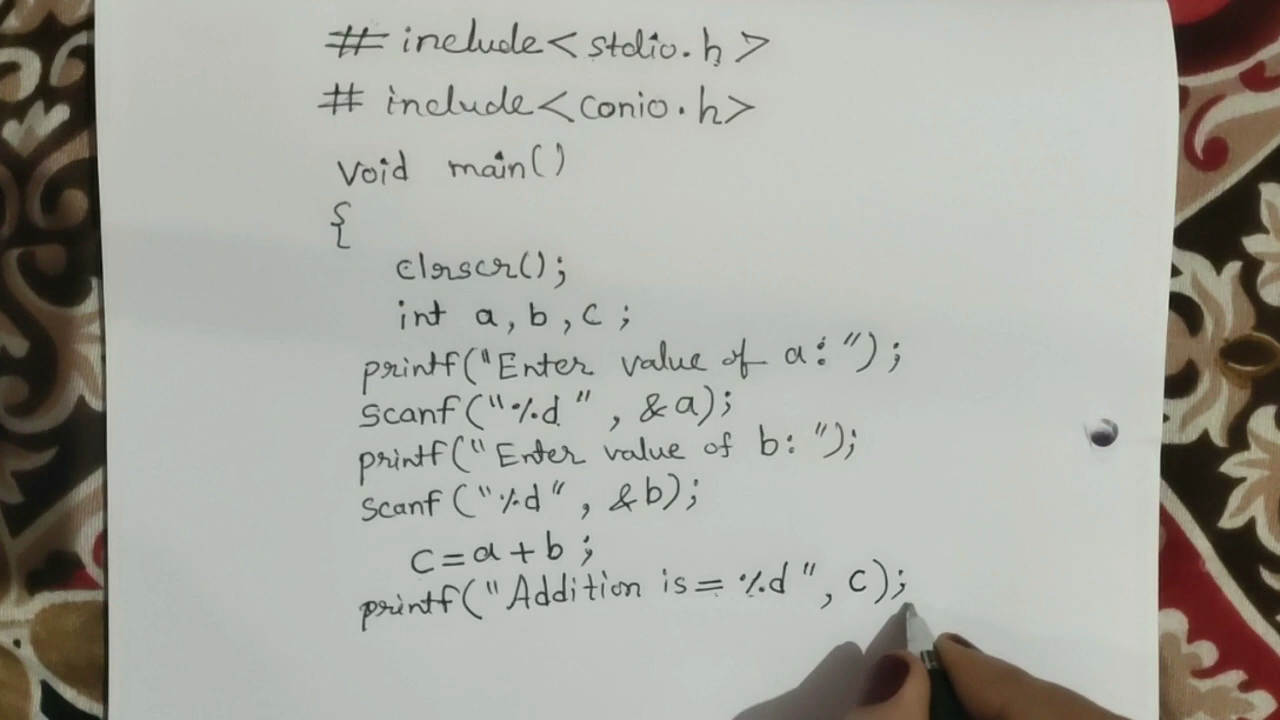 # include<stdio.h>
# include<conio.h>
void main()
{
clrscr();
int a, b, c ;
printf("Enter value of a: ");
scanf("%d", &a);
printf("Enter value of b: ");
scanf("%d", &b);
c=a+b ;
printf("Addition is= %d", c);